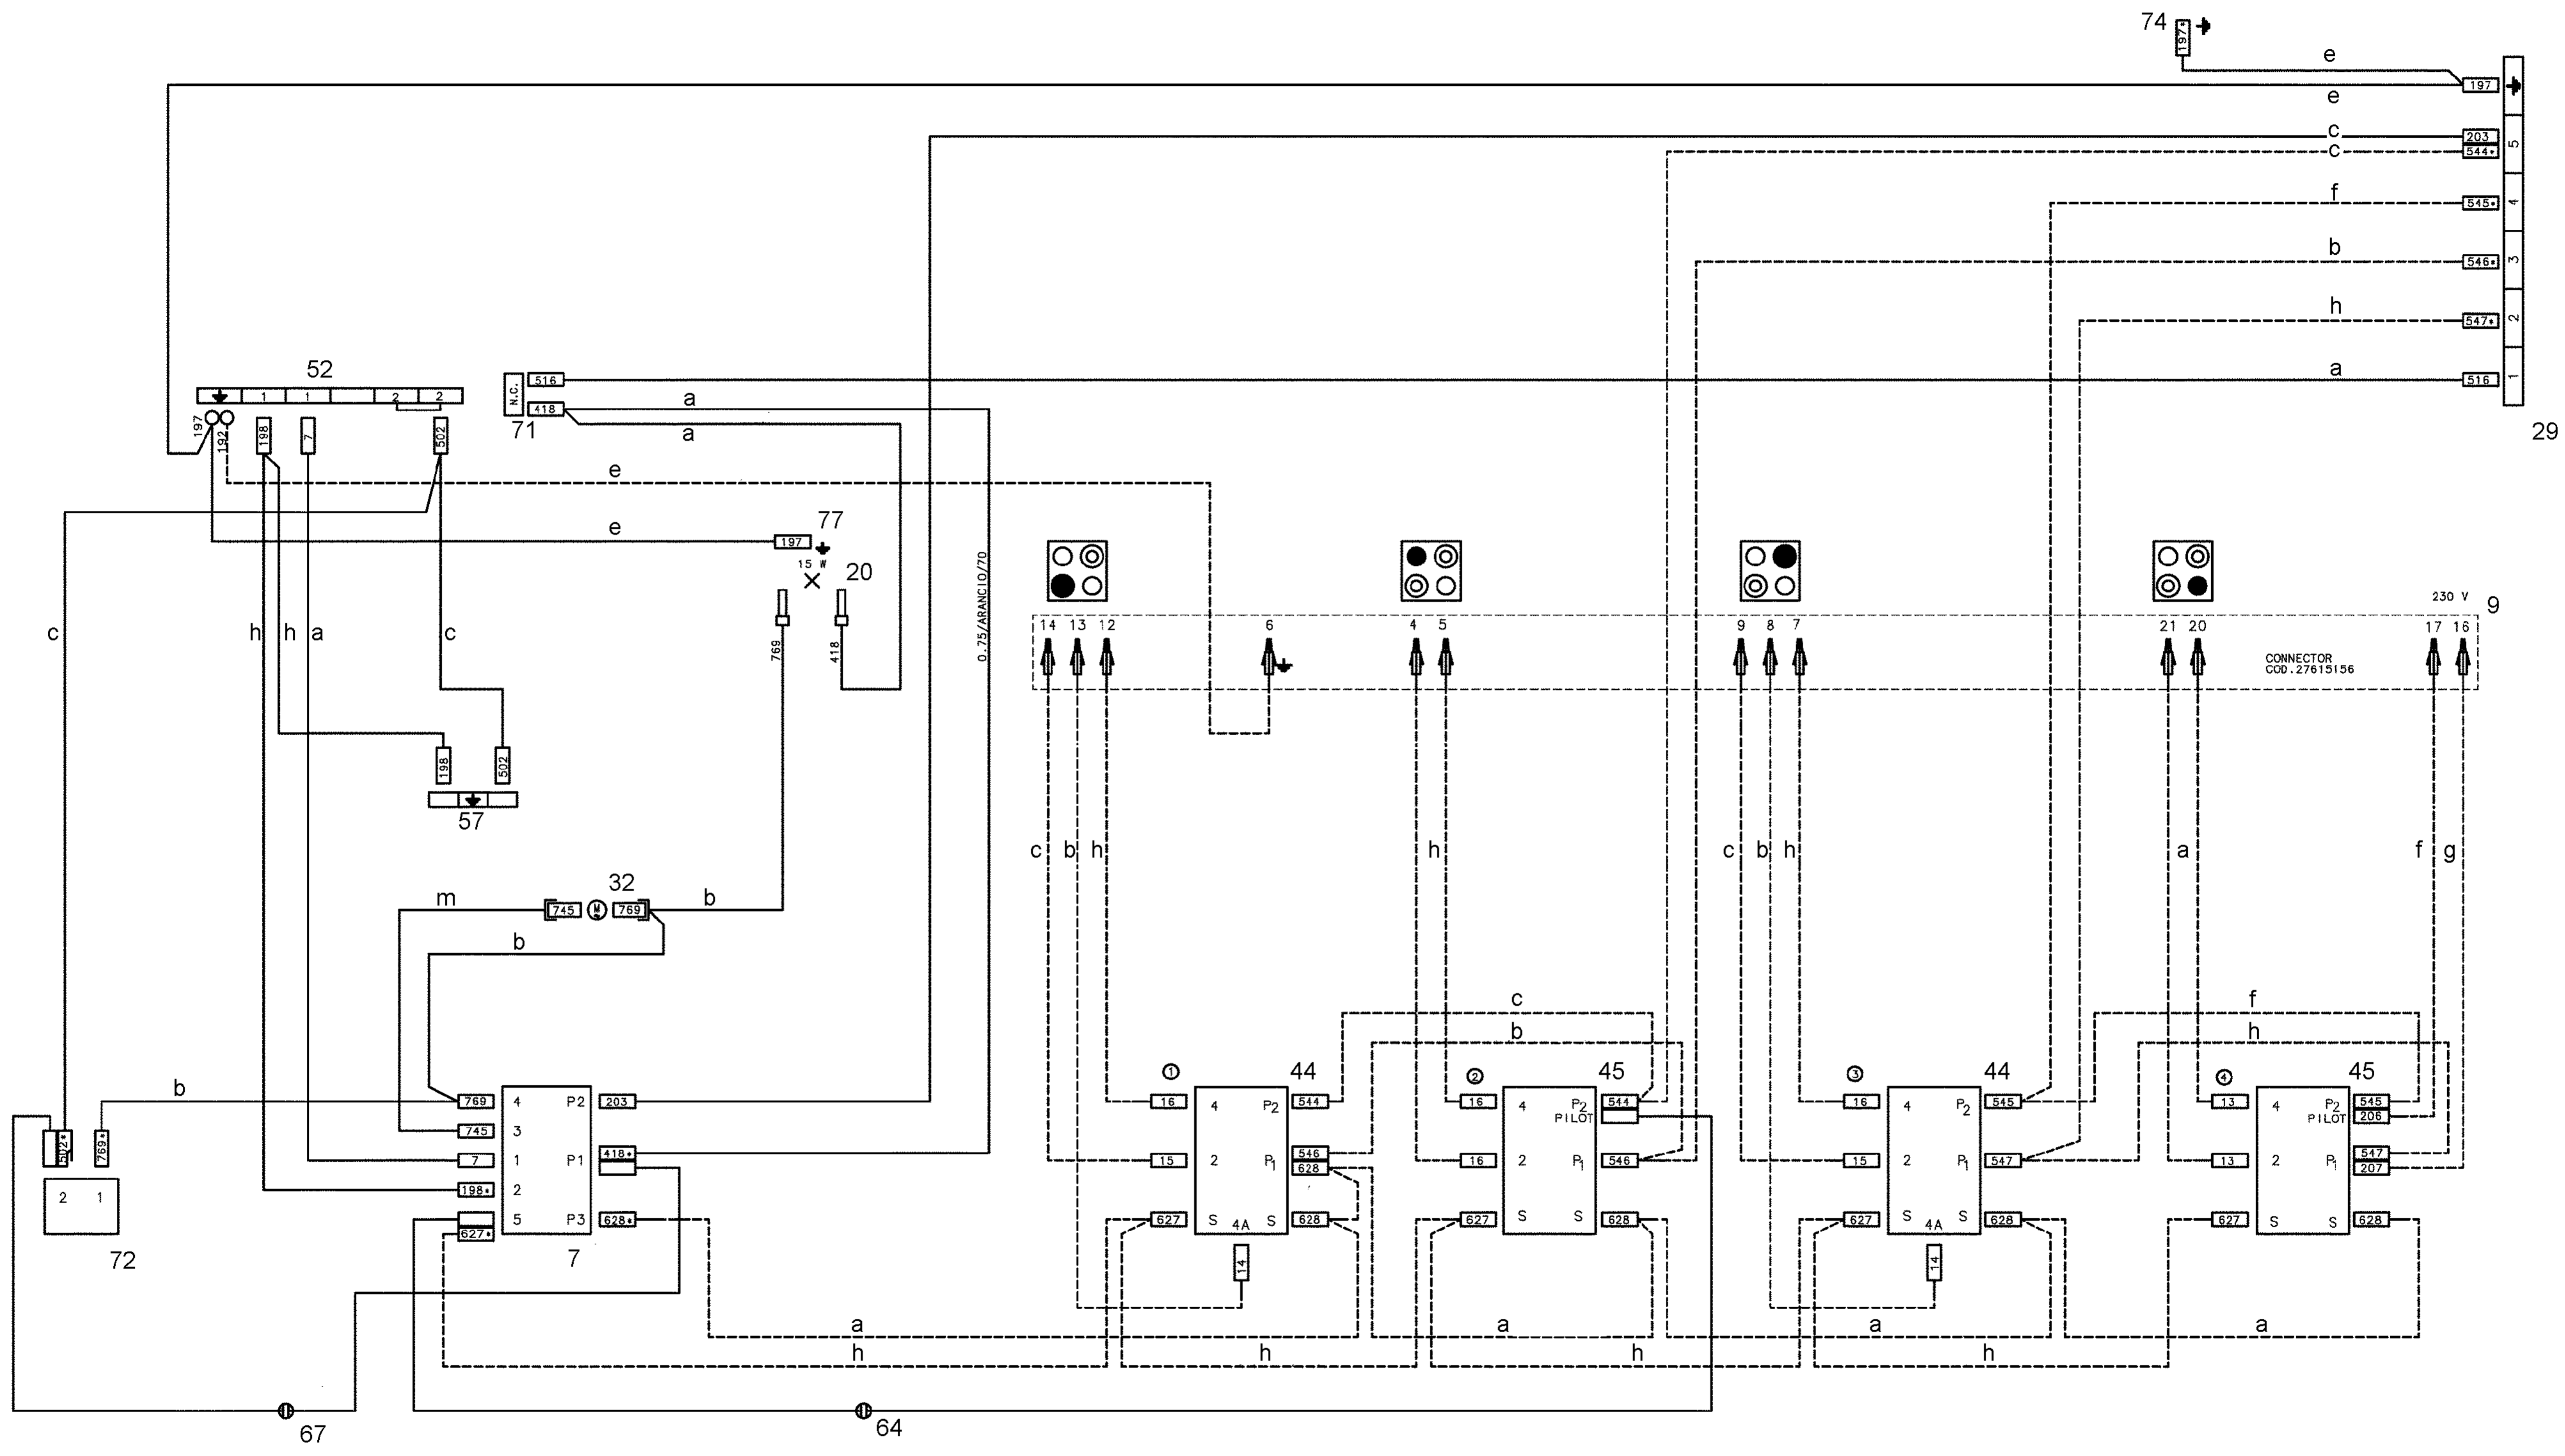 74
197*
e
197
e
c
203
c
544*
5
f
545*
4
b
546*
3
h
547*
2
a
516
1
29
52
1
1
2
2
197
192
198
7
502
N.C.
516
418
71
a
a
e
e
197
77
15 W
20
769
418
0.75/ARANCIO/70
c
h
h
a
c
198
502
57
230 V
9
14
13
12
6
4
5
9
8
7
21
20
17
16
CONNECTOR
COD.27615156
c
b
h
h
c
b
h
a
f
g
m
745
M
32
769
b
b
c
b
f
h
b
769
745
7
198*
627*
4
3
1
2
5
P2
P1
P3
203
418*
628*
7
502*
769*
2
1
72
1
44
16
15
627
4
2
S
4A
P2
P1
S
544
546
628
628
14
2
45
16
16
627
4
2
S
P2
PILOT
P1
S
544
546
628
3
44
16
15
627
4
2
S
4A
P2
P1
S
545
547
628
14
4
45
13
13
627
4
2
S
P2
PILOT
P1
S
545
206
547
207
628
a
a
a
a
h
h
h
h
67
64